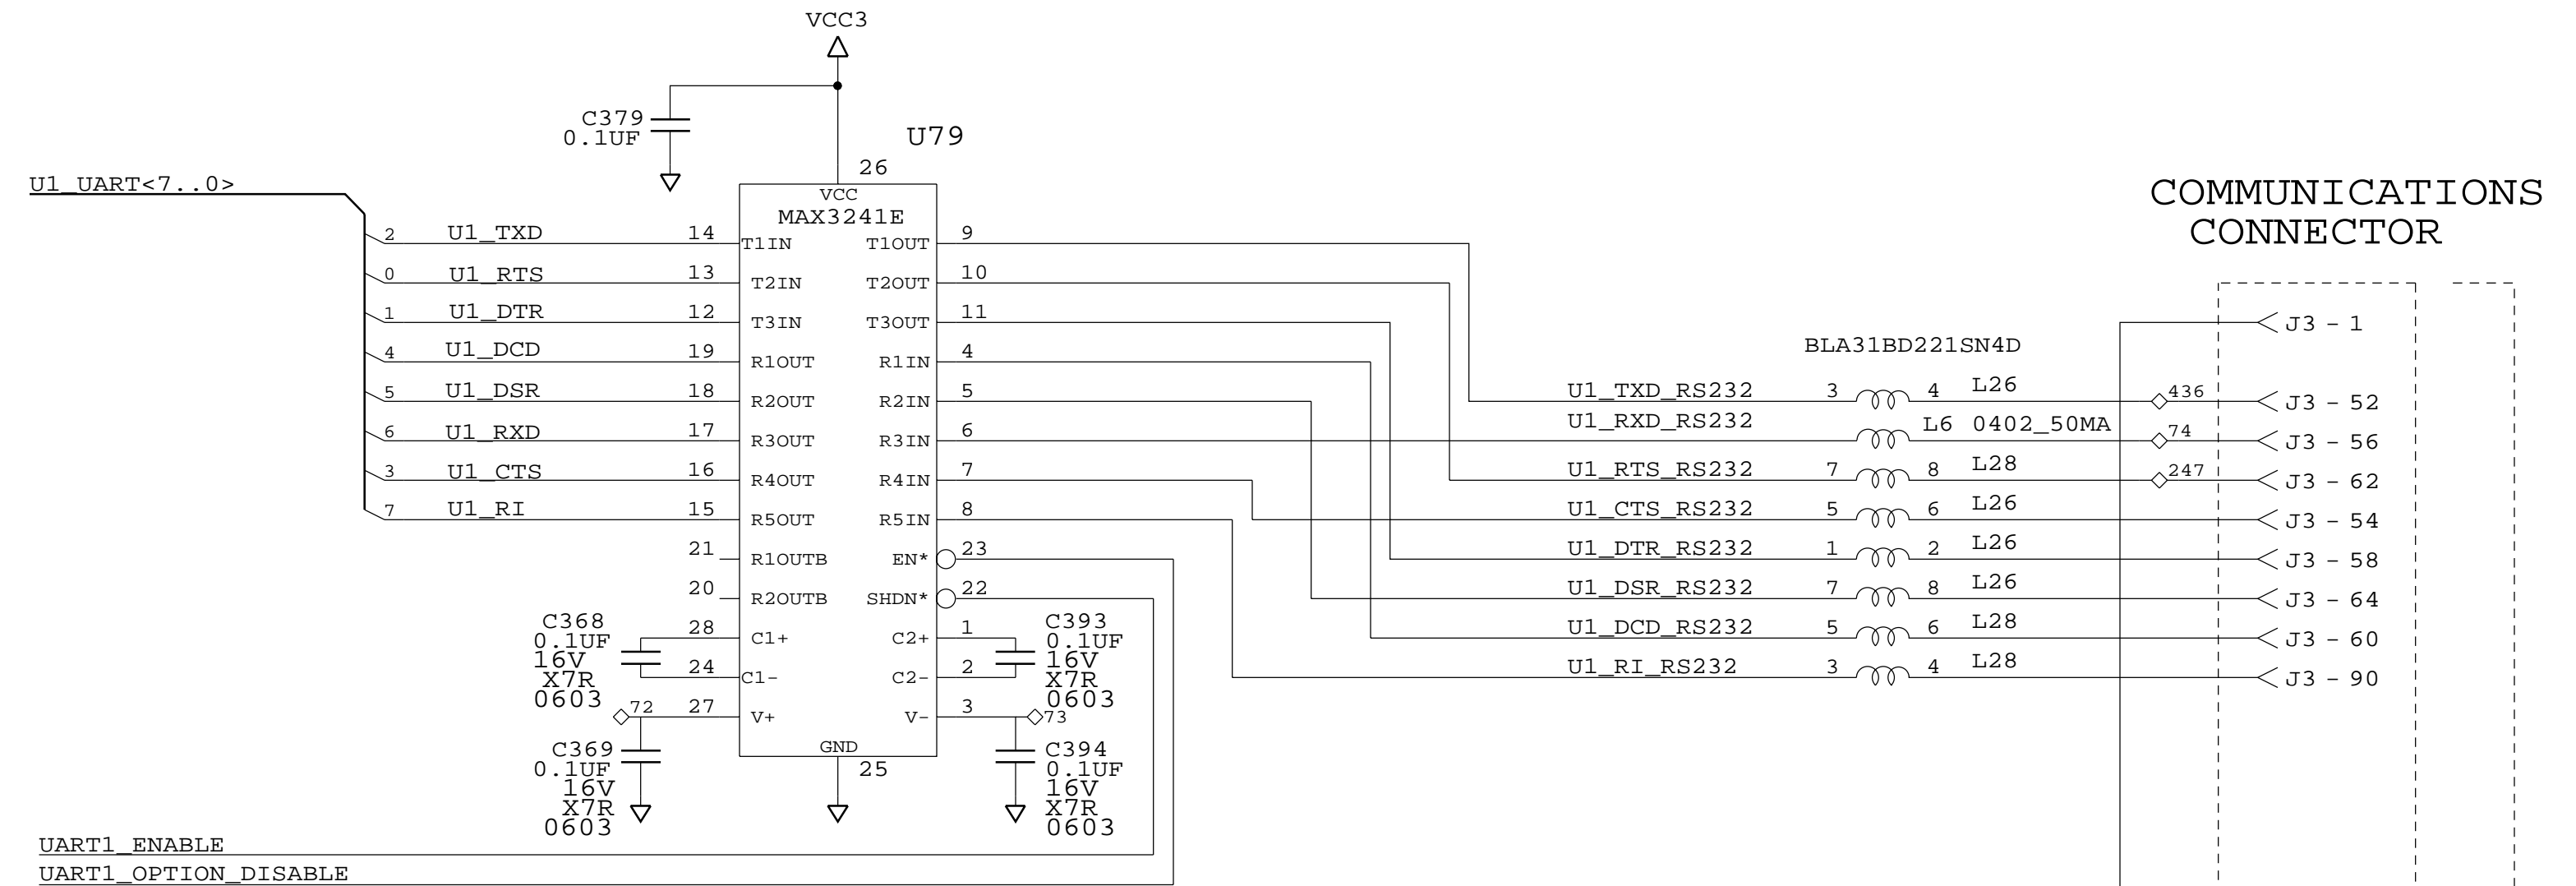 VCC3
C379
0.1UF
U79
26
U1_UART<7..0>
VCC
MAX3241E
COMMUNICATIONS
CONNECTOR
2 U1_TXD 14 T1IN T1OUT 9
0 U1_RTS 13 T2IN T2OUT 10
1 U1_DTR 12 T3IN T3OUT 11
J3 - 1
4 U1_DCD 19 R1OUT R1IN 4
BLA31BD221SN4D
5 U1_DSR 18 R2OUT R2IN 5
U1_TXD_RS232 3 4 L26 436 J3 - 52
6 U1_RXD 17 R3OUT R3IN 6
U1_RXD_RS232 L6 0402_50MA 74 J3 - 56
3 U1_CTS 16 R4OUT R4IN 7
U1_RTS_RS232 7 8 L28 247 J3 - 62
7 U1_RI 15 R5OUT R5IN 8
U1_CTS_RS232 5 6 L26 J3 - 54
21 R1OUTB EN* 23
U1_DTR_RS232 1 2 L26 J3 - 58
20 R2OUTB SHDN* 22
U1_DSR_RS232 7 8 L26 J3 - 64
28 C1+ C2+ 1
U1_DCD_RS232 5 6 L28 J3 - 60
24 C1- C2- 2
U1_RI_RS232 3 4 L28 J3 - 90
C368
0.1UF
16V
X7R
0603
C393
0.1UF
16V
X7R
0603
72 27 V+ V- 3 73
GND
25
C369
0.1UF
16V
X7R
0603
C394
0.1UF
16V
X7R
0603
UART1_ENABLE
UART1_OPTION_DISABLE